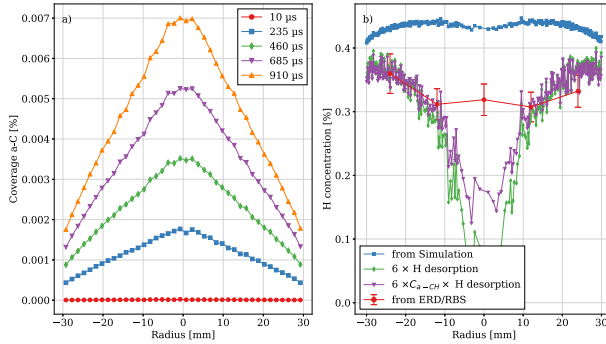 a)
10 μs
235 μs
460 μs
685 μs
910 μs
0.007
0.006
0.005
0.004
0.003
0.002
0.001
0.000
Coverage a-C [%]
−30 −20 −10 0 10 20 30
Radius [mm]
b)
0.4
0.3
0.2
0.1
0.0
H concentration [%]
from Simulation
6 × H desorption
6 ×Ca−CH× H desorption
from ERD/RBS
−30 −20 −10 0 10 20 30
Radius [mm]